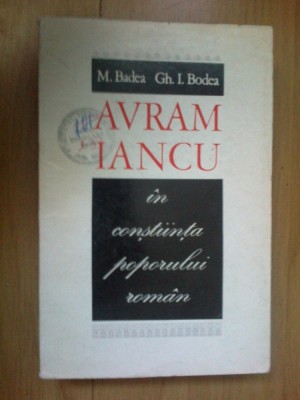 M. Badea Gh. I. Bodea
AVRAM
IANCU
în
conștiința
poporului
român